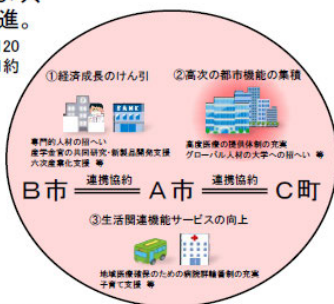 進。
20
約
①経済成長のけん引
②高次の都市機能の集積
BANK
専門的人材の招へい
産学金官の共同研究・新製品開発支援
六次産業化支援 等
高度医療の提供体制の充実
グローバル人材の大学への招へい 等
B市 連携協約 A市 連携協約 C町
③生活関連機能サービスの向上
地域医療確保のための病院群輪番制の充実
子育て支援 等